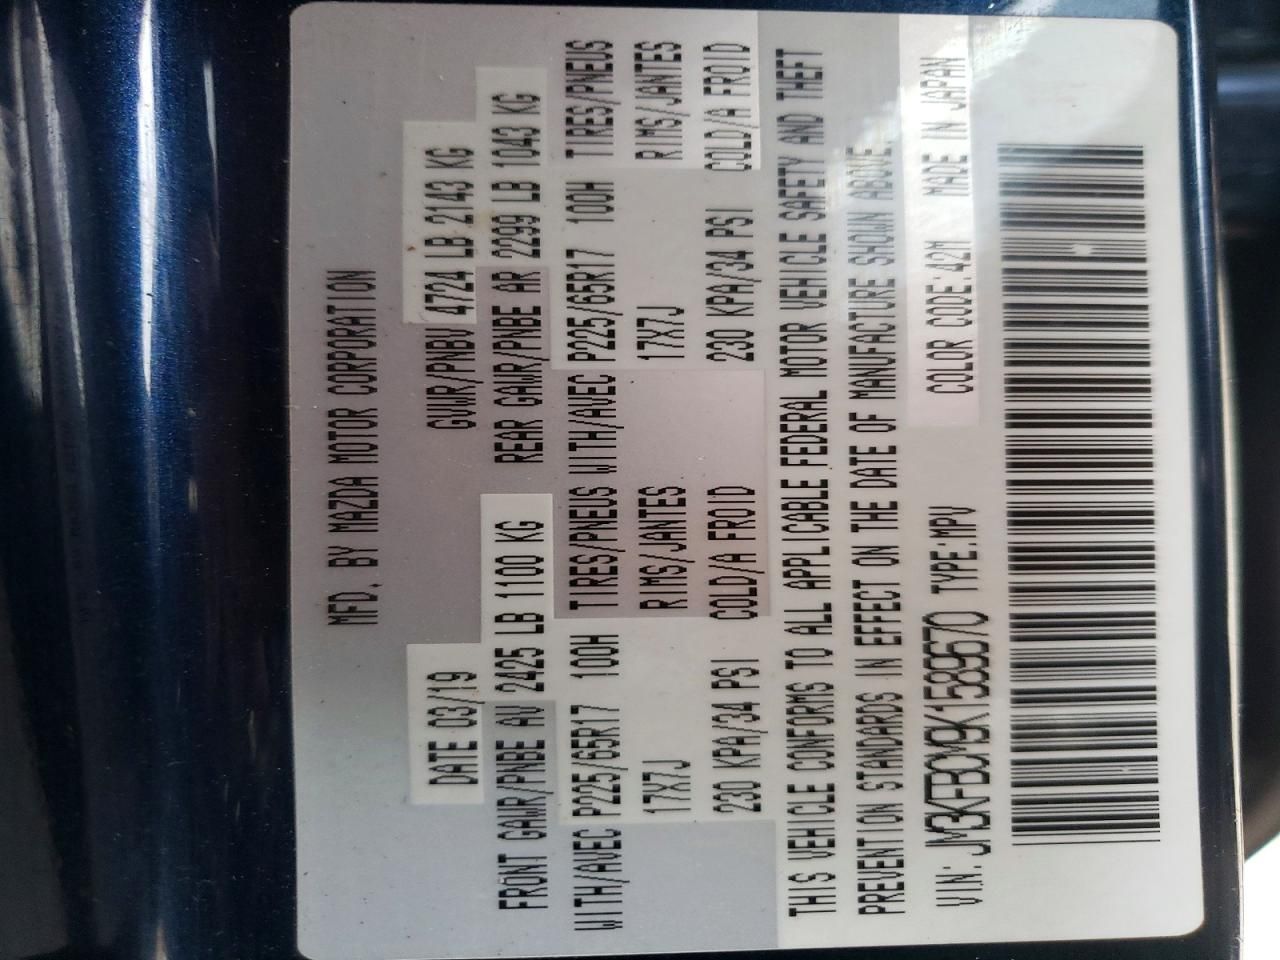 MFD. BY MAZDA MOTOR CORPORATION
DATE 03/19 GVWR/PNBV 4724 LB 2143 KG
FRONT GAWR/PNBE AV 2425 LB 1100 KG REAR GAWR/PNBE AR 2299 LB 1043 KG
WITH/AVEC P225/65R17 100H TIRES/PNEUS WITH/AVEC P225/65R17 100H TIRES/PNEUS
17X7J RIMS/JANTES 17X7J RIMS/JANTES
230 KPA/34 PSI COLD/A FROID 230 KPA/34 PSI COLD/A FROID
THIS VEHICLE CONFORMS TO ALL APPLICABLE FEDERAL MOTOR VEHICLE SAFETY AND THEFT
PREVENTION STANDARDS IN EFFECT ON THE DATE OF MANUFACTURE SHOWN ABOVE.
COLOR CODE:42M MADE IN JAPAN
VIN: JM3KFBCM9K1589570 TYPE:MPV